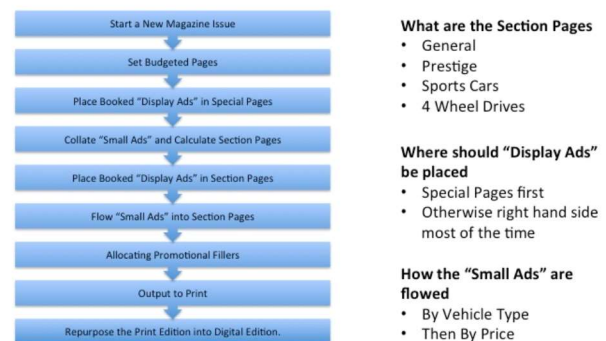 Start a New Magazine Issue
Set Budgeted Pages
Place Booked "Display Ads" in Special Pages
Collate "Small Ads" and Calculate Section Pages
Place Booked "Display Ads" in Section Pages
Flow "Small Ads" into Section Pages
Allocating Promotional Fillers
Output to Print
Repurpose the Print Edition into Digital Edition.
What are the Section Pages
• General
• Prestige
• Sports Cars
• 4 Wheel Drives
Where should "Display Ads"
be placed
• Special Pages first
• Otherwise right hand side
most of the time
How the "Small Ads" are
flowed
• By Vehicle Type
• Then By Price